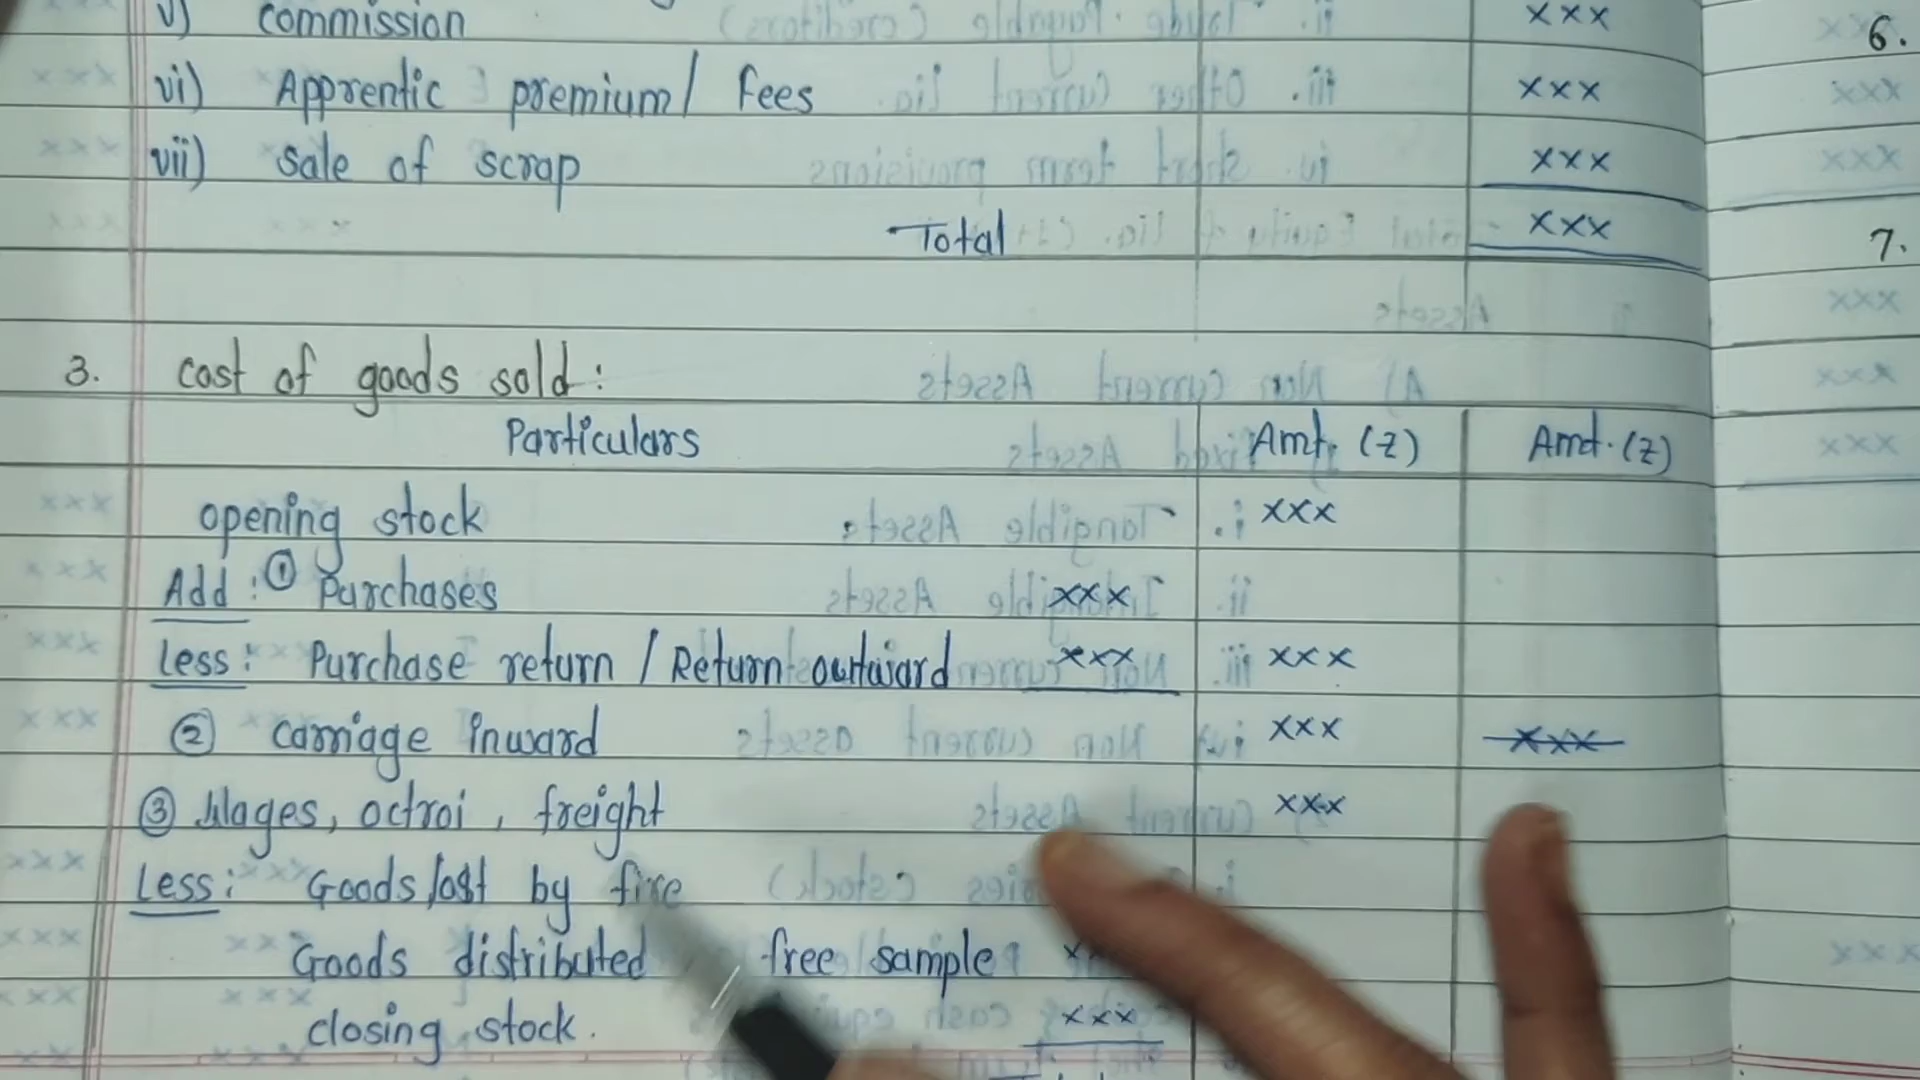 v) commission xxx
vi) Apprentic premium / Fees xxx
vii) sale of scrap xxx
Total xxx
3. cost of goods sold :
Particulars Amt. (₹) Amt. (₹)
opening stock xxx
Add : ① Purchases xxx
Less : Purchase return / Return outward xxx xxx
② carriage inward xxx xxx
③ Wages, octroi, freight xxx
Less : Goods lost by fire
Goods distributed free sample
closing stock. xxx
6.
7.